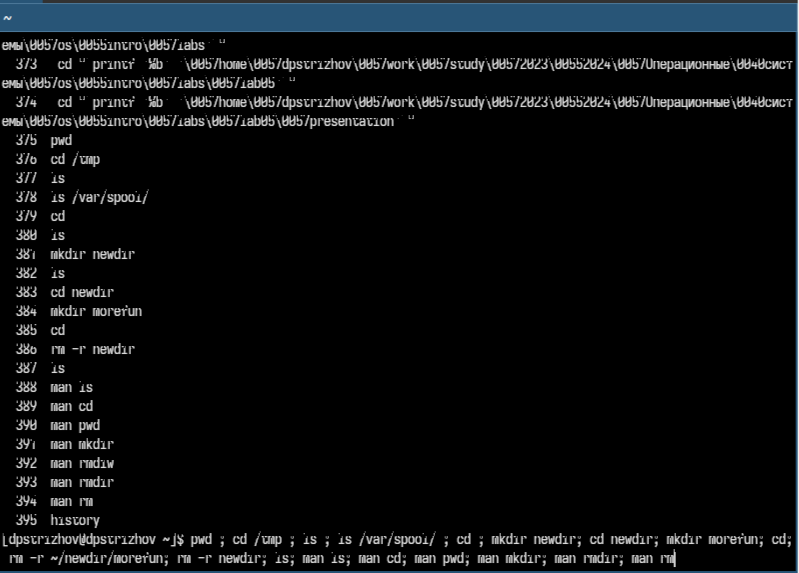 ~
емы\0057os\0055intro\0057labs`"
373 cd "`printf '%b' '\0057home\0057dpstrizhov\0057work\0057study\00572023\00552024\0057Операционные\0040сист
емы\0057os\0055intro\0057labs\0057lab05'`"
374 cd "`printf '%b' '\0057home\0057dpstrizhov\0057work\0057study\00572023\00552024\0057Операционные\0040сист
емы\0057os\0055intro\0057labs\0057lab05\0057presentation'`"
375 pwd
376 cd /tmp
377 ls
378 ls /var/spool/
379 cd
380 ls
381 mkdir newdir
382 ls
383 cd newdir
384 mkdir morefun
385 cd
386 rm -r newdir
387 ls
388 man ls
389 man cd
390 man pwd
391 man mkdir
392 man rmdiw
393 man rmdir
394 man rm
395 history
[dpstrizhov@dpstrizhov ~]$ pwd ; cd /tmp ; ls ; ls /var/spool/ ; cd ; mkdir newdir; cd newdir; mkdir morefun; cd;
rm -r ~/newdir/morefun; rm -r newdir; ls; man ls; man cd; man pwd; man mkdir; man rmdir; man rm